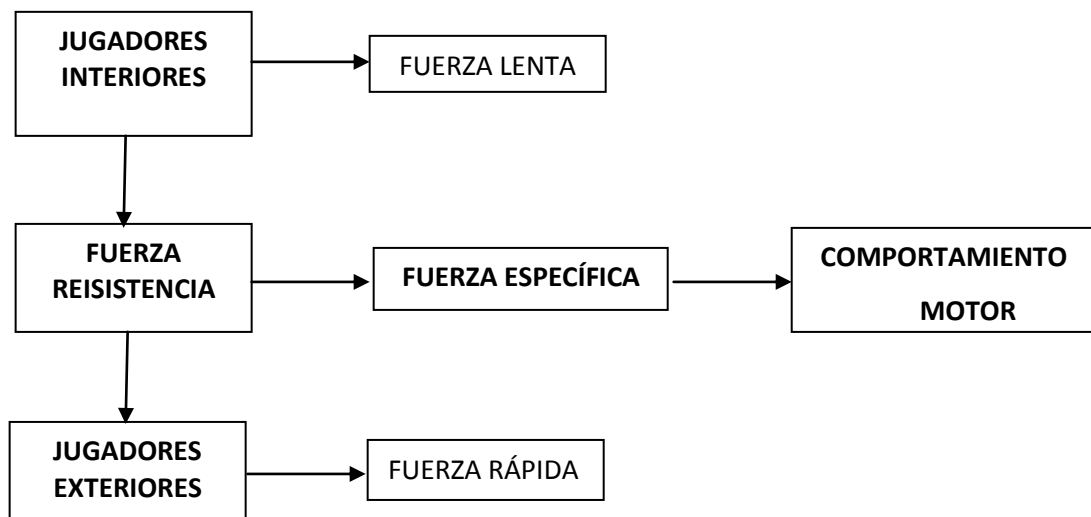 JUGADORES
INTERIORES
FUERZA LENTA
FUERZA
REISISTENCIA
FUERZA ESPECÍFICA
COMPORTAMIENTO
MOTOR
JUGADORES
EXTERIORES
FUERZA RÁPIDA